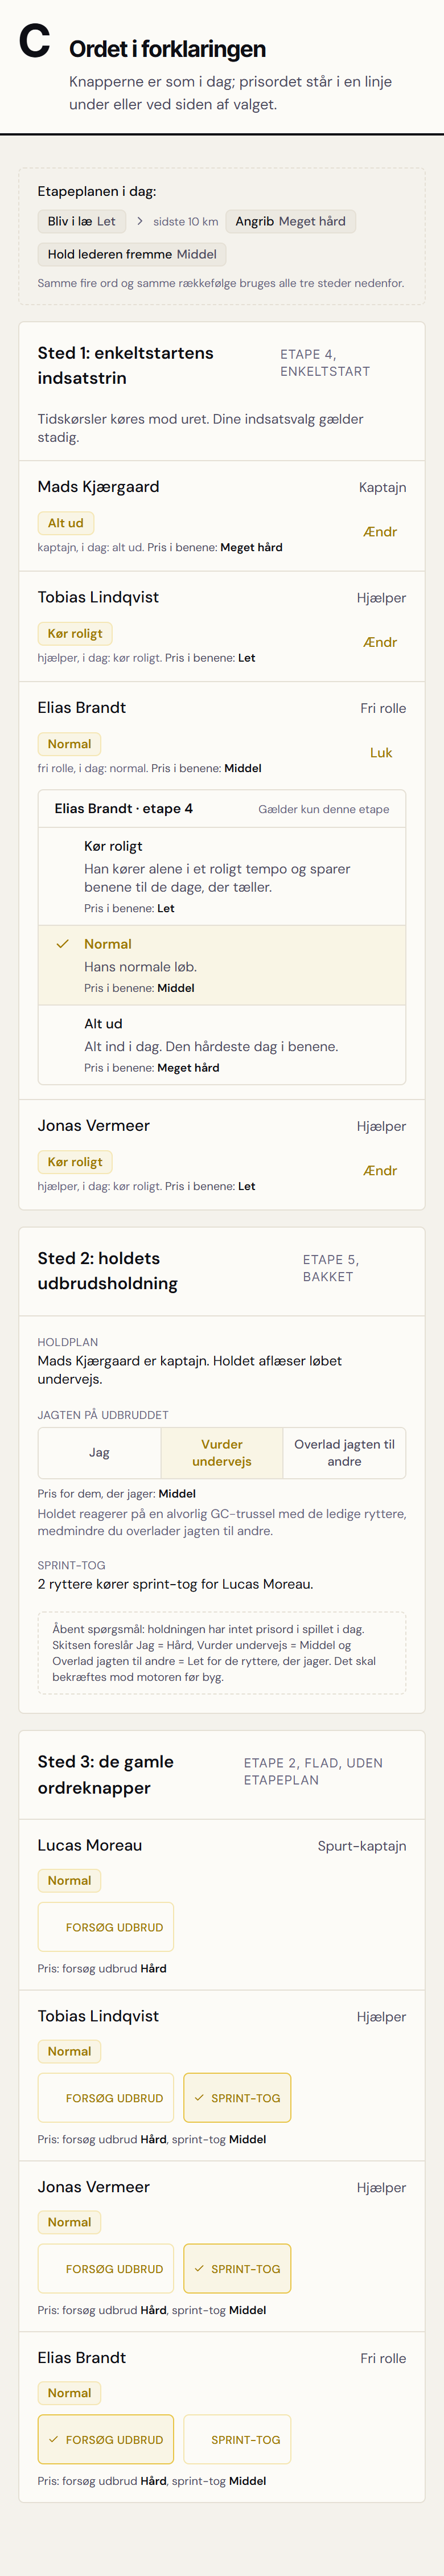 C
Ordet i forklaringen
Knapperne er som i dag; prisordet står i en linje
under eller ved siden af valget.
Etapeplanen i dag:
Bliv i læ Let > sidste 10 km Angrib Meget hård
Hold lederen fremme Middel
Samme fire ord og samme rækkefølge bruges alle tre steder nedenfor.
Sted 1: enkeltstartens
indsatstrin
ETAPE 4,
ENKELTSTART
Tidskørsler køres mod uret. Dine indsatsvalg gælder
stadig.
Mads Kjærgaard Kaptajn
Alt ud
Ændr
kaptajn, i dag: alt ud. Pris i benene: Meget hård
Tobias Lindqvist Hjælper
Kør roligt
Ændr
hjælper, i dag: kør roligt. Pris i benene: Let
Elias Brandt Fri rolle
Normal
Luk
fri rolle, i dag: normal. Pris i benene: Middel
Elias Brandt · etape 4 Gælder kun denne etape
Kør roligt
Han kører alene i et roligt tempo og sparer
benene til de dage, der tæller.
Pris i benene: Let
✓ Normal
Hans normale løb.
Pris i benene: Middel
Alt ud
Alt ind i dag. Den hårdeste dag i benene.
Pris i benene: Meget hård
Jonas Vermeer Hjælper
Kør roligt
Ændr
hjælper, i dag: kør roligt. Pris i benene: Let
Sted 2: holdets
udbrudsholdning
ETAPE 5,
BAKKET
HOLDPLAN
Mads Kjærgaard er kaptajn. Holdet aflæser løbet
undervejs.
JAGTEN PÅ UDBRUDDET
Jag
Vurder
undervejs
Overlad jagten til
andre
Pris for dem, der jager: Middel
Holdet reagerer på en alvorlig GC-trussel med de ledige ryttere,
medmindre du overlader jagten til andre.
SPRINT-TOG
2 ryttere kører sprint-tog for Lucas Moreau.
Åbent spørgsmål: holdningen har intet prisord i spillet i dag.
Skitsen foreslår Jag = Hård, Vurder undervejs = Middel og
Overlad jagten til andre = Let for de ryttere, der jager. Det skal
bekræftes mod motoren før byg.
Sted 3: de gamle
ordreknapper
ETAPE 2, FLAD, UDEN
ETAPEPLAN
Lucas Moreau Spurt-kaptajn
Normal
FORSØG UDBRUD
Pris: forsøg udbrud Hård
Tobias Lindqvist Hjælper
Normal
FORSØG UDBRUD ✓ SPRINT-TOG
Pris: forsøg udbrud Hård, sprint-tog Middel
Jonas Vermeer Hjælper
Normal
FORSØG UDBRUD ✓ SPRINT-TOG
Pris: forsøg udbrud Hård, sprint-tog Middel
Elias Brandt Fri rolle
Normal
✓ FORSØG UDBRUD SPRINT-TOG
Pris: forsøg udbrud Hård, sprint-tog Middel